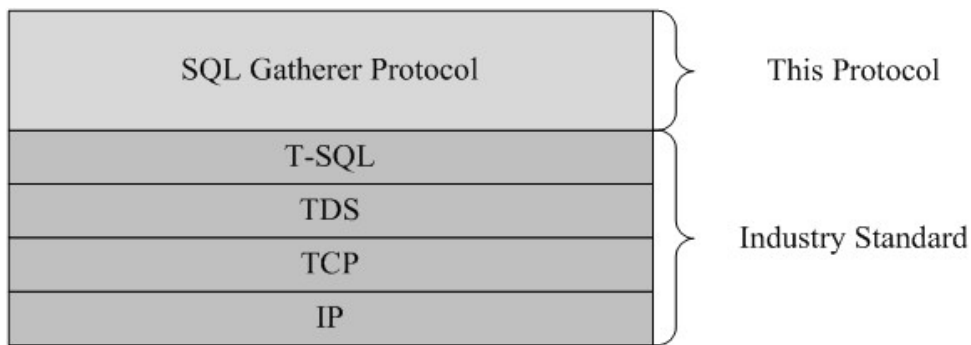 SQL Gatherer Protocol
This Protocol
T-SQL
TDS
TCP
IP
Industry Standard